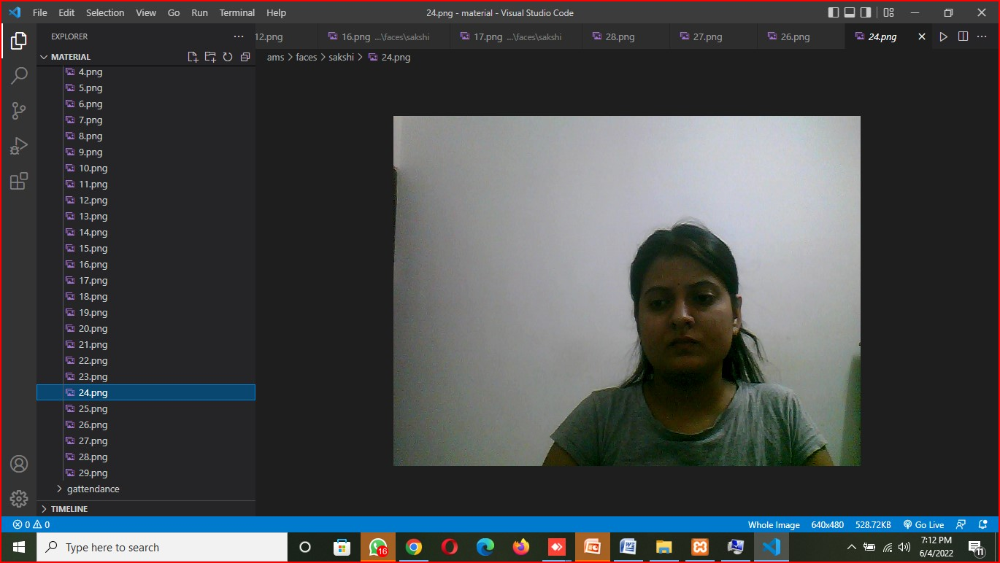 File Edit Selection View Go Run Terminal Help
24.png - material - Visual Studio Code
EXPLORER
12.png
16.png ...\faces\sakshi
17.png ...\faces\sakshi
28.png
27.png
26.png
24.png
MATERIAL
ams > faces > sakshi > 24.png
4.png
5.png
6.png
7.png
8.png
9.png
10.png
11.png
12.png
13.png
14.png
15.png
16.png
17.png
18.png
19.png
20.png
21.png
22.png
23.png
24.png
25.png
26.png
27.png
28.png
29.png
gattendance
TIMELINE
0 0
Whole Image 640x480 528.72KB Go Live
Type here to search
16
7:12 PM
6/4/2022
11